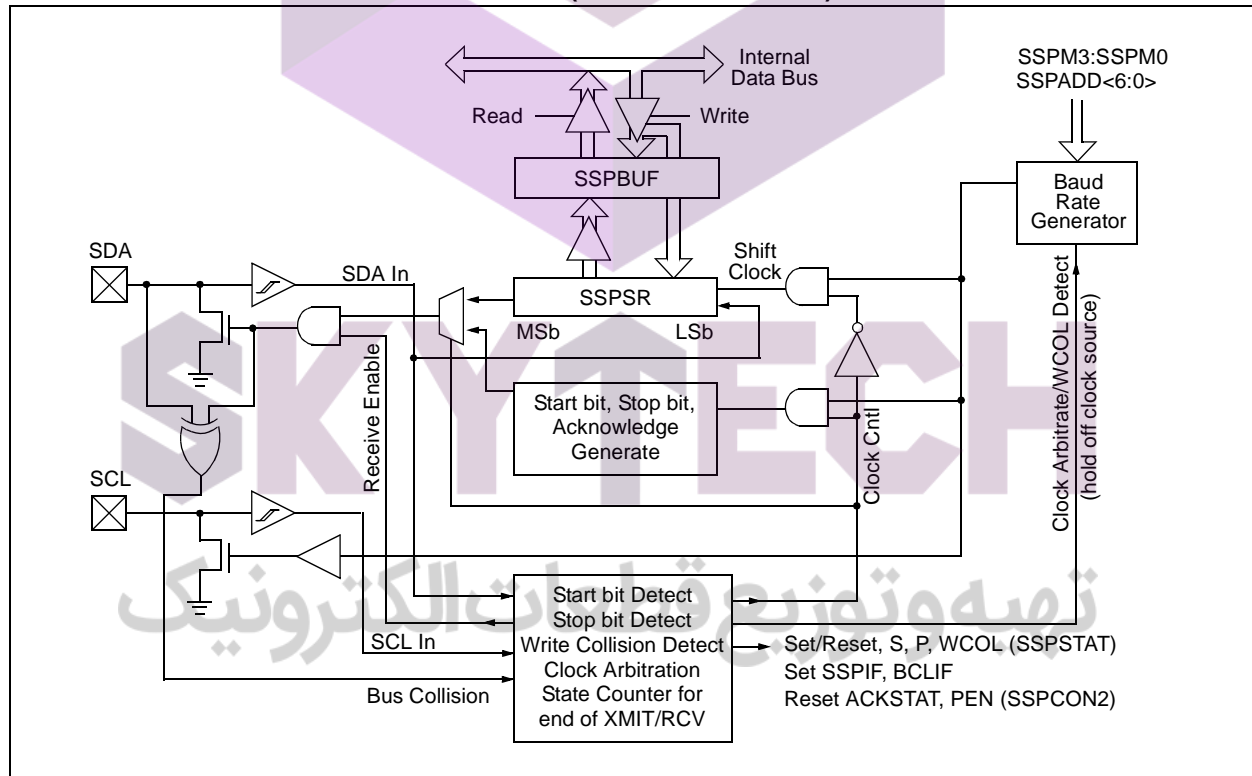 Internal
Data Bus
SSPM3:SSPM0
SSPADD<6:0>
Read
Write
SSPBUF
Baud
Rate
Generator
SDA
SDA In
Shift
Clock
SSPSR
MSb
LSb
Start bit, Stop bit,
Acknowledge
Generate
Receive Enable
Clock Cntl
Clock Arbitrate/WCOL Detect
(hold off clock source)
SKYTECH
SCL
تهیه و توزیع قطعات الکترونیک
SCL In
Bus Collision
Start bit Detect
Stop bit Detect
Write Collision Detect
Clock Arbitration
State Counter for
end of XMIT/RCV
Set/Reset, S, P, WCOL (SSPSTAT)
Set SSPIF, BCLIF
Reset ACKSTAT, PEN (SSPCON2)